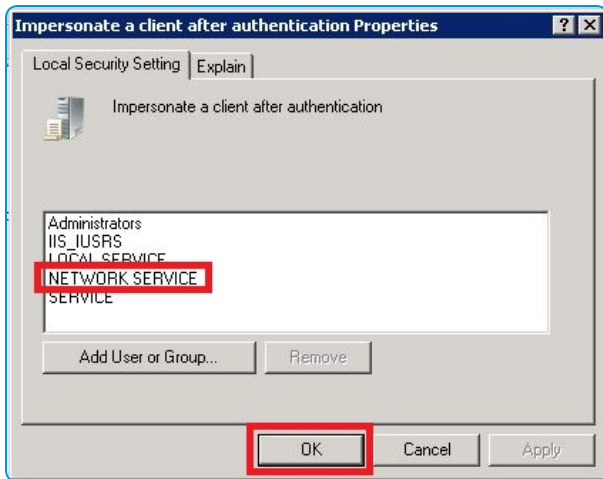 Impersonate a client after authentication Properties
Local Security Setting
Explain
Impersonate a client after authentication
Administrators
IIS_IUSRS
LOCAL SERVICE
NETWORK SERVICE
SERVICE
Add User or Group...
Remove
OK
Cancel
Apply